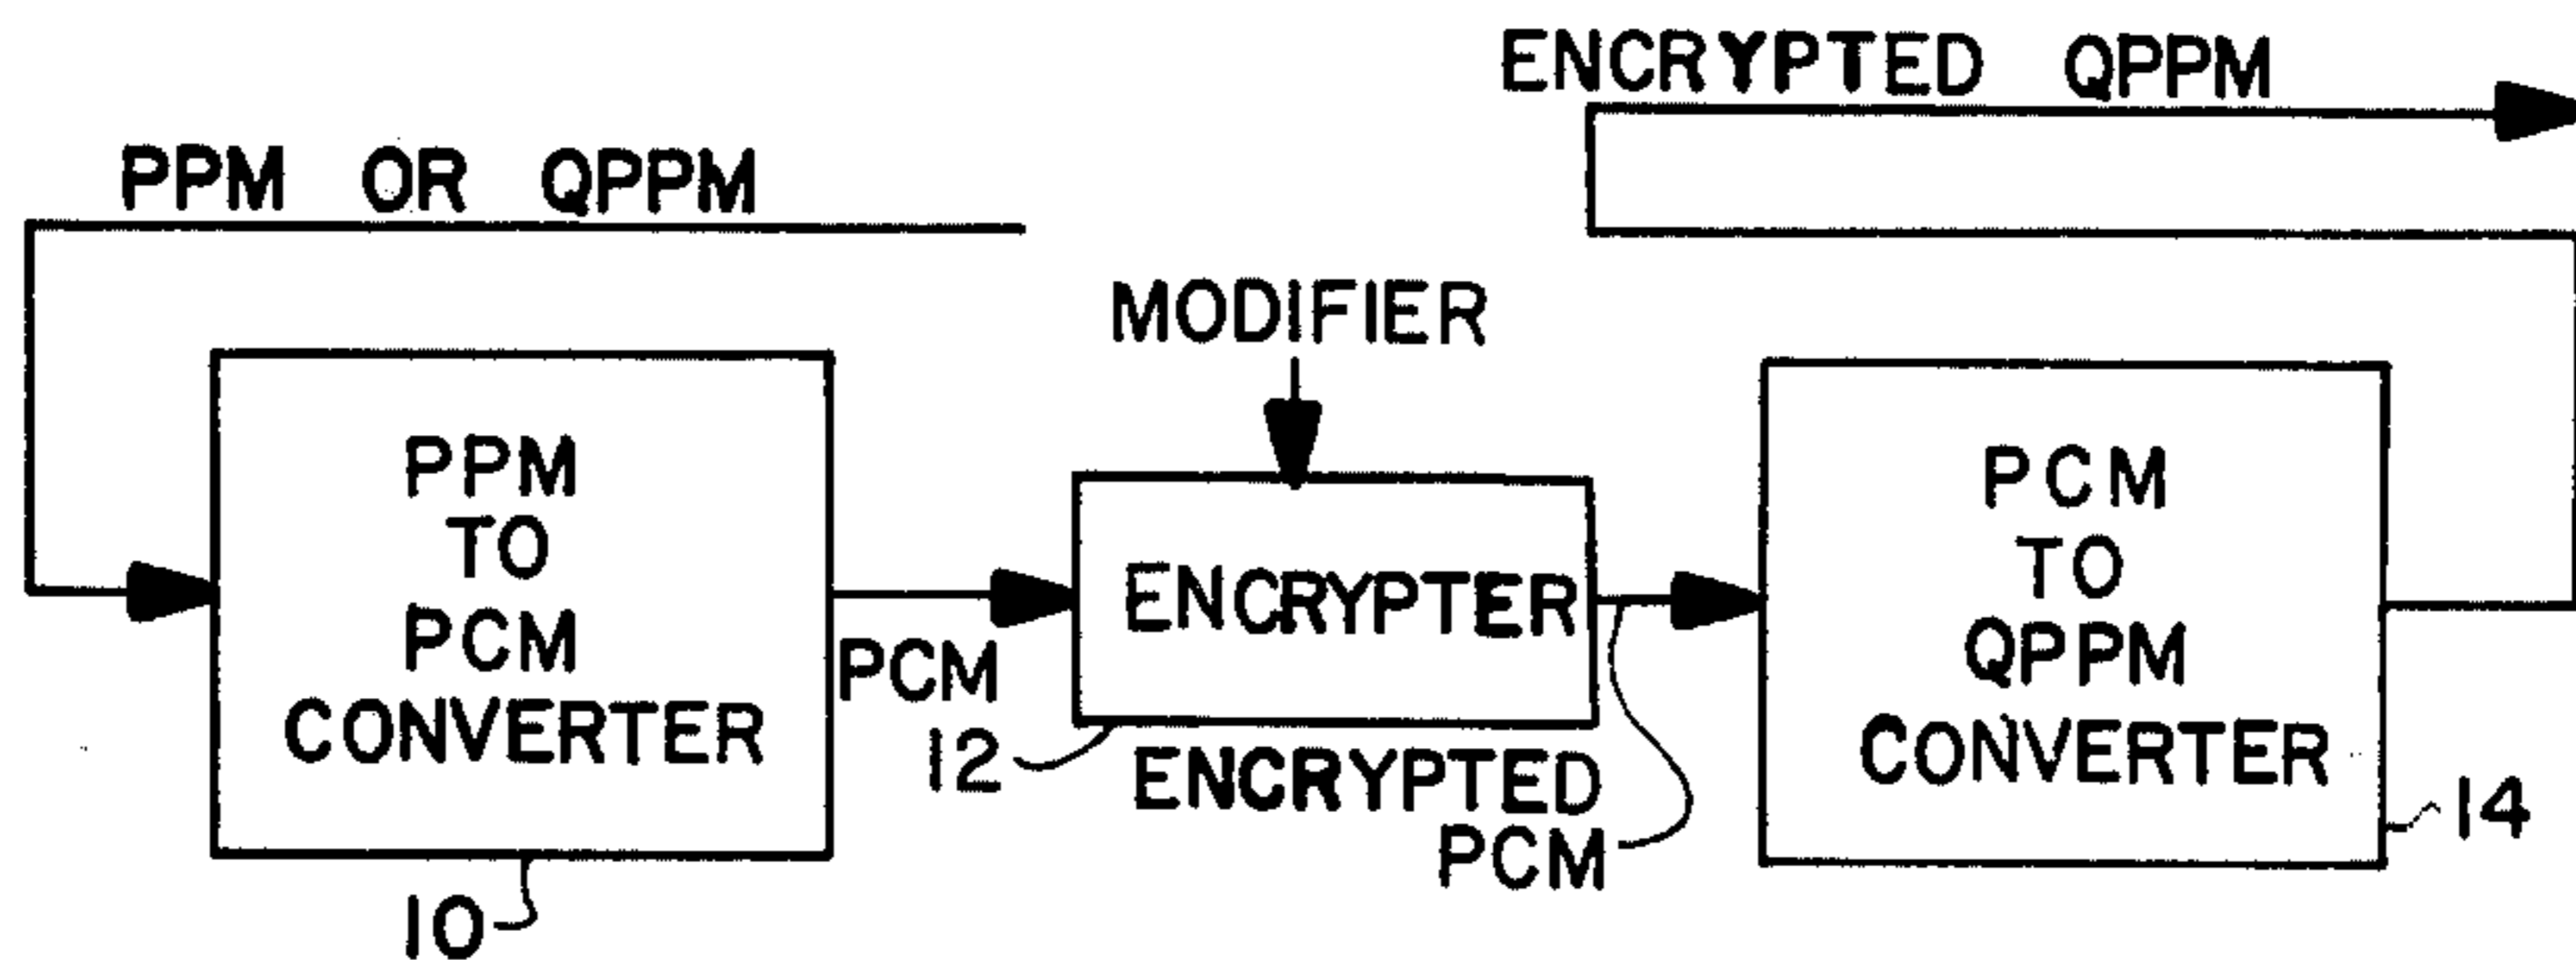 ENCRYPTED QPPM
PPM OR QPPM
MODIFIER
PPM
TO
PCM
CONVERTER
10
PCM
ENCRYPTER
12
ENCRYPTED
PCM
PCM
TO
QPPM
CONVERTER
14